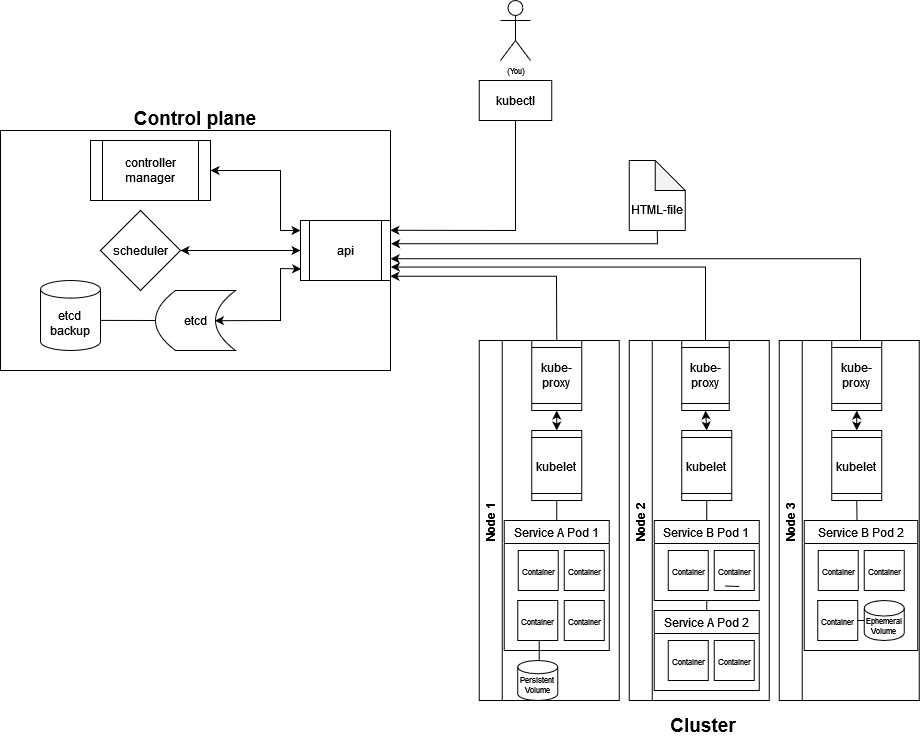 (You)
kubectl
Control plane
controller
manager
HTML-file
scheduler
api
etcd
backup
etcd
kube-
proxy
kube-
proxy
kube-
proxy
kubelet
kubelet
kubelet
Node 1
Node 2
Node 3
Service A Pod 1
Service B Pod 1
Service B Pod 2
Container
Container
Container
Container
Container
Container
Container
Container
Container
Ephemeral
Volume
Service A Pod 2
Container
Container
Persistent
Volume
Cluster